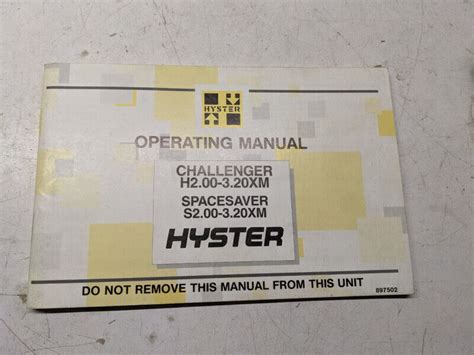 HYSTER
OPERATING MANUAL
CHALLENGER
H2.00-3.20XM
SPACESAVER
S2.00-3.20XM
HYSTER
DO NOT REMOVE THIS MANUAL FROM THIS UNIT
897502